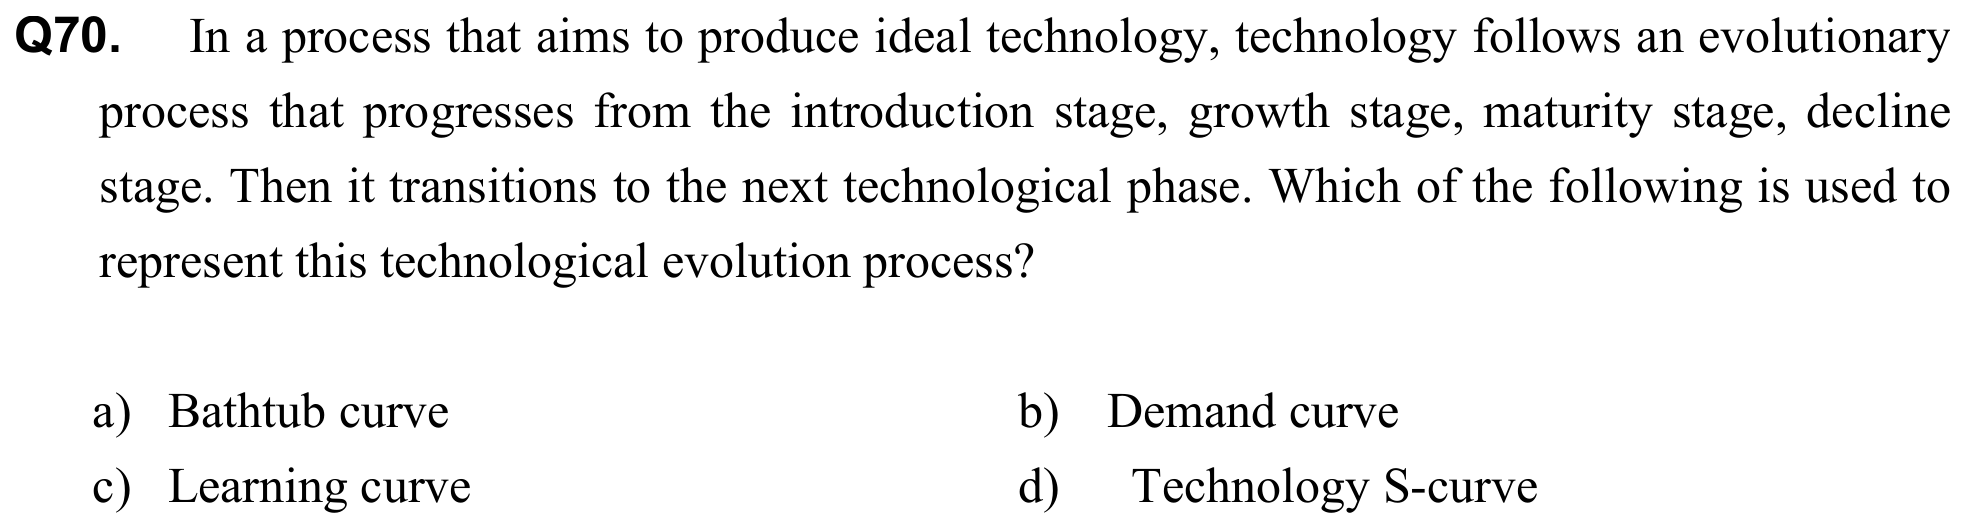 Q70. In a process that aims to produce ideal technology, technology follows an evolutionary
process that progresses from the introduction stage, growth stage, maturity stage, decline
stage. Then it transitions to the next technological phase. Which of the following is used to
represent this technological evolution process?
a) Bathtub curve b) Demand curve
c) Learning curve d) Technology S-curve